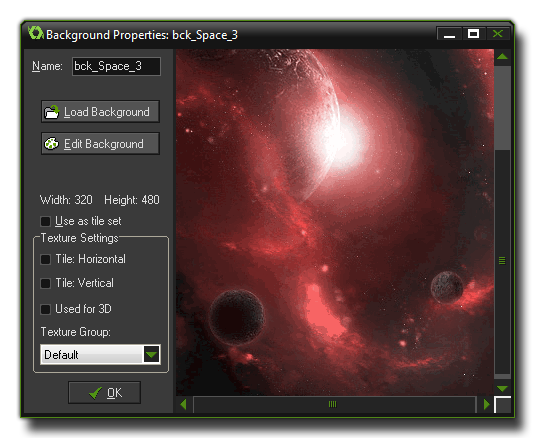 Background Properties: bck_Space_3
Name: bck_Space_3
Load Background
Edit Background
Width: 320 Height: 480
Use as tile set
Texture Settings
Tile: Horizontal
Tile: Vertical
Used for 3D
Texture Group:
Default
OK